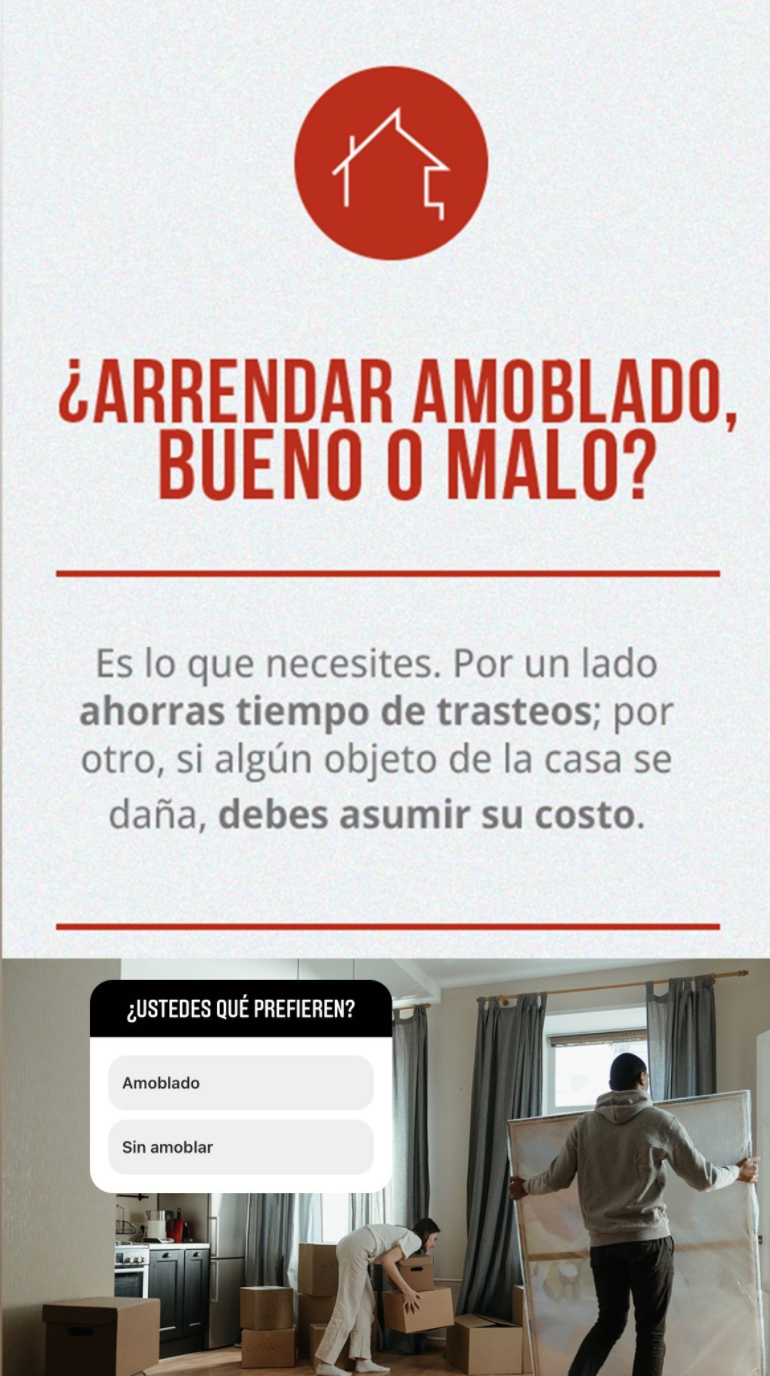 ¿ARRENDAR AMOBLADO,
BUENO O MALO?
Es lo que necesites. Por un lado
ahorras tiempo de trasteos; por
otro, si algún objeto de la casa se
daña, debes asumir su costo.
¿USTEDES QUÉ PREFIEREN?
Amoblado
Sin amoblar